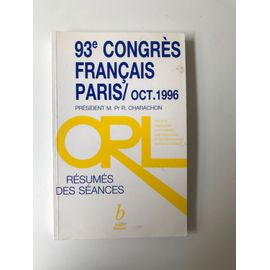 93e CONGRÈS
FRANÇAIS
PARIS/ OCT.1996
PRÉSIDENT M. Pr R. CHARACHON
ORL
RÉSUMÉS
DES SÉANCES
b